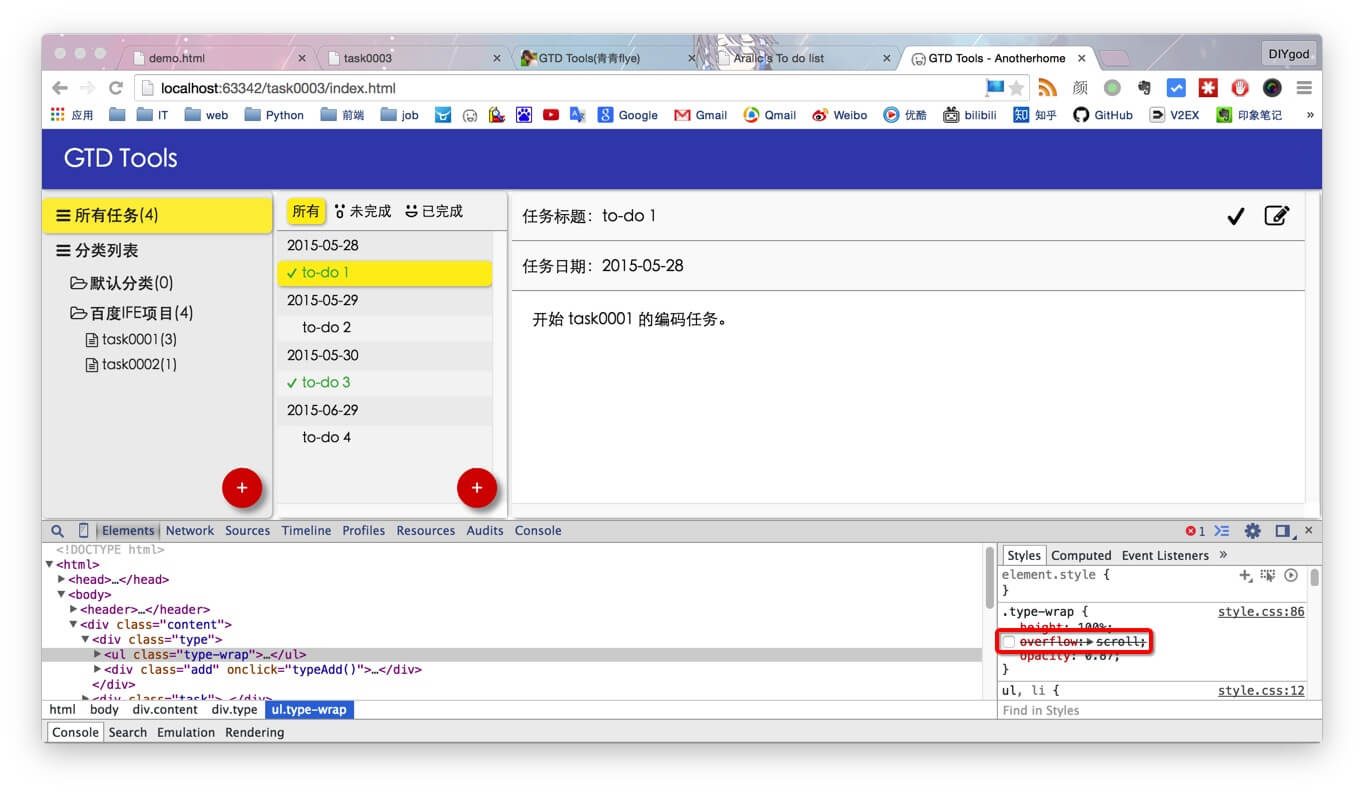 demo.html
task0003
GTD Tools(青青flye)
Aralic's To do list
GTD Tools - Anotherhome
DIYgod
localhost:63342/task0003/index.html
颜
应用 IT web Python 前端 job Google Gmail Qmail Weibo 优酷 bilibili 知 知乎 GitHub V2EX 印象笔记 »
GTD Tools
所有任务(4)
分类列表
默认分类(0)
百度IFE项目(4)
task0001(3)
task0002(1)
+
所有 未完成 已完成
2015-05-28
to-do 1
2015-05-29
to-do 2
2015-05-30
to-do 3
2015-06-29
to-do 4
+
任务标题：to-do 1
任务日期：2015-05-28
开始 task0001 的编码任务。
Elements Network Sources Timeline Profiles Resources Audits Console 1
<!DOCTYPE html>
<html>
<head>…</head>
<body>
<header>…</header>
<div class="content">
<div class="type">
<ul class="type-wrap">…</ul>
<div class="add" onclick="typeAdd()">…</div>
</div>
<div class="task">…</div>
html body div.content div.type ul.type-wrap
Styles Computed Event Listeners »
element.style {
}
.type-wrap { style.css:86
height: 100%;
overflow: scroll;
opacity: 0.87;
}
ul, li { style.css:12
Find in Styles
Console Search Emulation Rendering